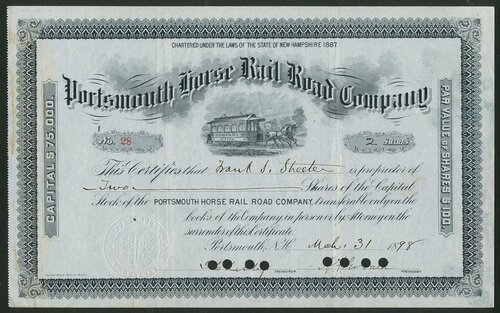 CHARTERED UNDER THE LAWS OF THE STATE OF NEW HAMPSHIRE 1887.
Portsmouth Horse Rail Road Company
CAPITAL $75,000.
PAR VALUE OF SHARES $100.
No. 28
2 Shares
This Certifies that Frank S. Streeter is proprietor of
Two Shares of the Capital
Stock of the PORTSMOUTH HORSE RAIL ROAD COMPANY, transferable only on the
books of the Company in person or by Attorney on the
surrender of this Certificate.
Portsmouth, N.H. Mch. 31 1898
TREASURER
PRESIDENT